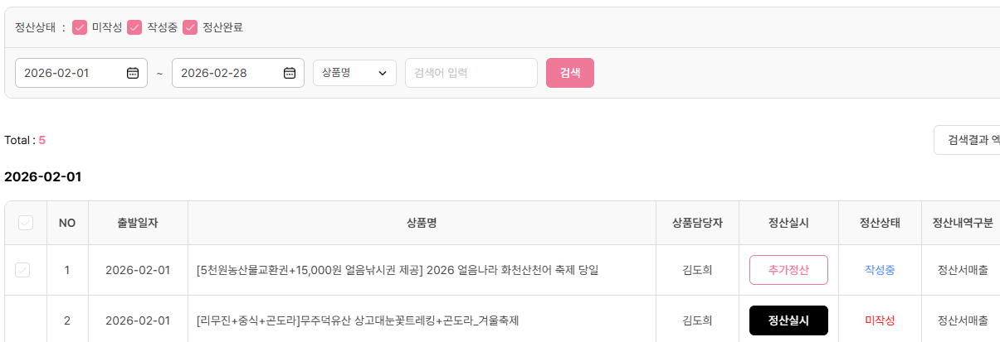 정산상태 : 미작성 작성중 정산완료
2026-02-01 ~ 2026-02-28 상품명 검색어 입력 검색
Total : 5
검색결과
2026-02-01
NO 출발일자 상품명 상품담당자 정산실시 정산상태 정산내역구분
1 2026-02-01 [5천원농산물교환권+15,000원 얼음낚시권 제공] 2026 얼음나라 화천산천어 축제 당일 김도희 추가정산 작성중 정산서매출
2 2026-02-01 [리무진+중식+곤도라]무주덕유산 상고대눈꽃트레킹+곤도라_겨울축제 김도희 정산실시 미작성 정산서매출